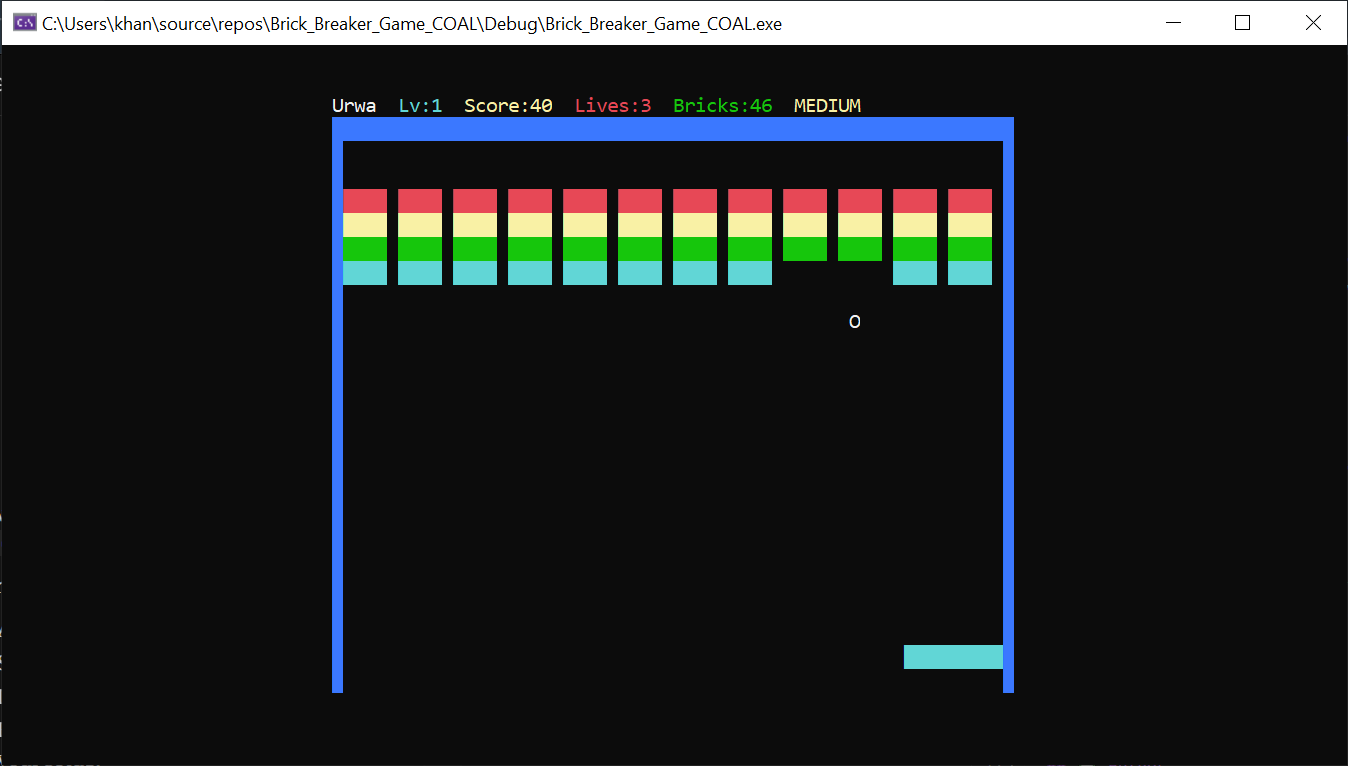 C:\Users\khan\source\repos\Brick_Breaker_Game_COAL\Debug\Brick_Breaker_Game_COAL.exe
Urwa Lv:1 Score:40 Lives:3 Bricks:46 MEDIUM
O